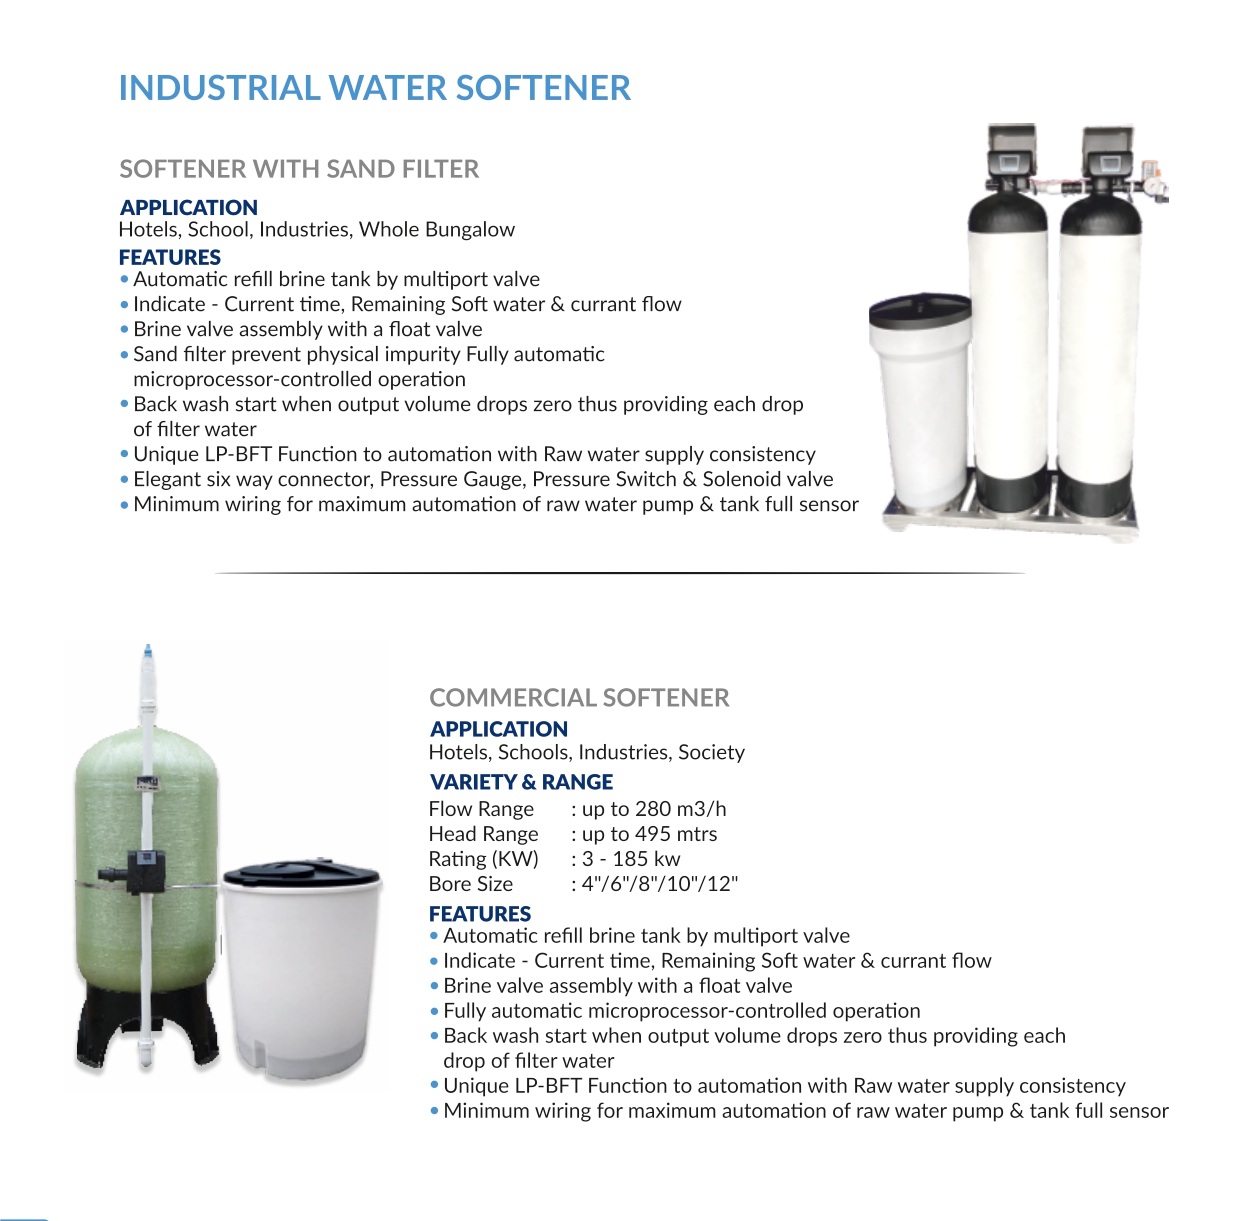 INDUSTRIAL WATER SOFTENER
SOFTENER WITH SAND FILTER
APPLICATION
Hotels, School, Industries, Whole Bungalow
FEATURES
• Automatic refill brine tank by multiport valve
• Indicate - Current time, Remaining Soft water & currant flow
• Brine valve assembly with a float valve
• Sand filter prevent physical impurity Fully automatic
microprocessor-controlled operation
• Back wash start when output volume drops zero thus providing each drop
of filter water
• Unique LP-BFT Function to automation with Raw water supply consistency
• Elegant six way connector, Pressure Gauge, Pressure Switch & Solenoid valve
• Minimum wiring for maximum automation of raw water pump & tank full sensor
COMMERCIAL SOFTENER
APPLICATION
Hotels, Schools, Industries, Society
VARIETY & RANGE
Flow Range : up to 280 m3/h
Head Range : up to 495 mtrs
Rating (KW) : 3 - 185 kw
Bore Size : 4"/6"/8"/10"/12"
FEATURES
• Automatic refill brine tank by multiport valve
• Indicate - Current time, Remaining Soft water & currant flow
• Brine valve assembly with a float valve
• Fully automatic microprocessor-controlled operation
• Back wash start when output volume drops zero thus providing each
drop of filter water
• Unique LP-BFT Function to automation with Raw water supply consistency
• Minimum wiring for maximum automation of raw water pump & tank full sensor